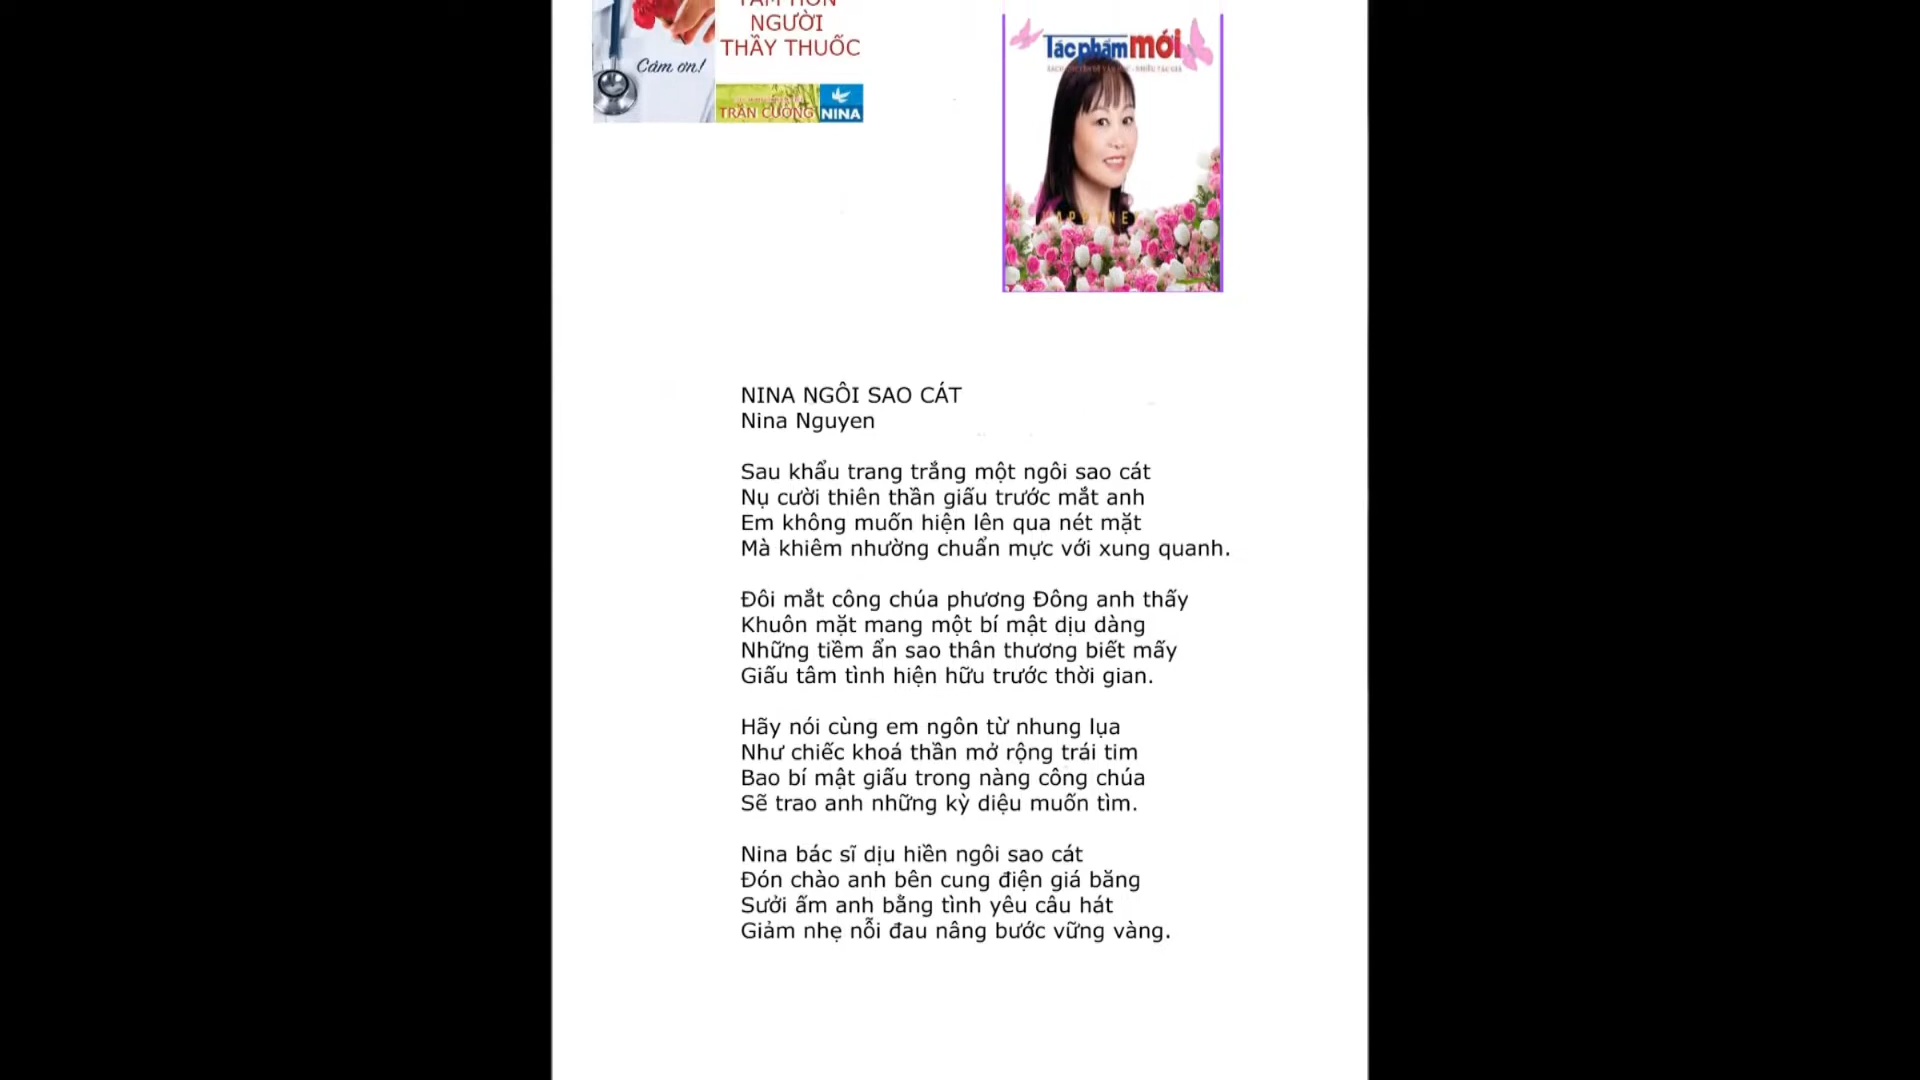 TÂM HỒN
NGƯỜI
THẦY THUỐC
Cám ơn!
TRẦN CƯỜNG
NINA
Tác phẩm mới
NINA NGÔI SAO CÁT
Nina Nguyen
Sau khẩu trang trắng một ngôi sao cát
Nụ cười thiên thần giấu trước mắt anh
Em không muốn hiện lên qua nét mặt
Mà khiêm nhường chuẩn mực với xung quanh.
Đôi mắt công chúa phương Đông anh thấy
Khuôn mặt mang một bí mật dịu dàng
Những tiềm ẩn sao thân thương biết mấy
Giấu tâm tình hiện hữu trước thời gian.
Hãy nói cùng em ngôn từ nhung lụa
Như chiếc khoá thần mở rộng trái tim
Bao bí mật giấu trong nàng công chúa
Sẽ trao anh những kỳ diệu muốn tìm.
Nina bác sĩ dịu hiền ngôi sao cát
Đón chào anh bên cung điện giá băng
Sưởi ấm anh bằng tình yêu câu hát
Giảm nhẹ nỗi đau nâng bước vững vàng.